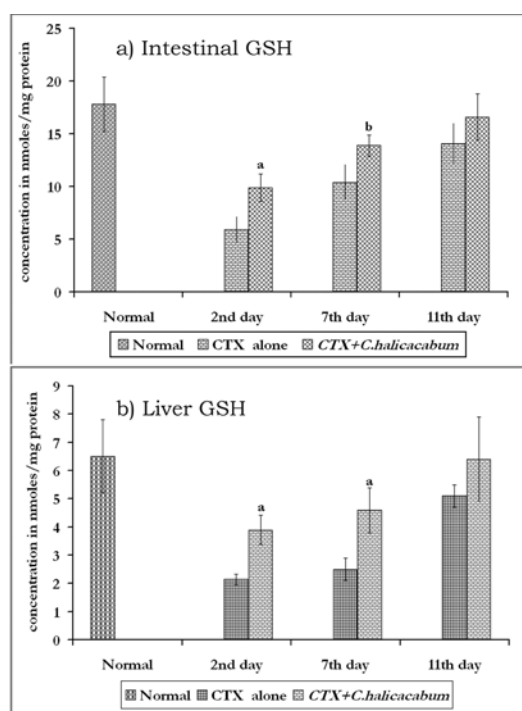 a) Intestinal GSH
concentration in nmoles/mg protein
25
20
15
10
5
0
a
b
Normal 2nd day 7th day 11th day
Normal CTX alone CTX+C.halicacabum
b) Liver GSH
concentration in nmoles/mg protein
9
8
7
6
5
4
3
2
1
0
a
a
Normal 2nd day 7th day 11th day
Normal CTX alone CTX+C.halicacabum